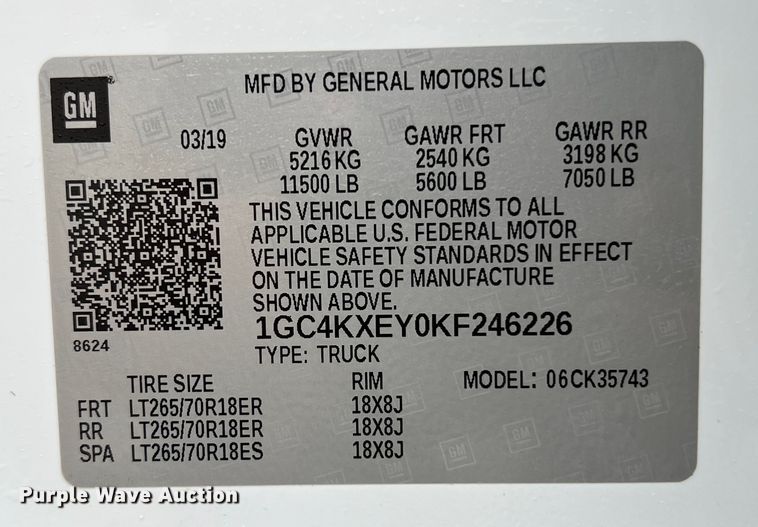 GM
MFD BY GENERAL MOTORS LLC
03/19 GVWR GAWR FRT GAWR RR
5216 KG 2540 KG 3198 KG
11500 LB 5600 LB 7050 LB
THIS VEHICLE CONFORMS TO ALL
APPLICABLE U.S. FEDERAL MOTOR
VEHICLE SAFETY STANDARDS IN EFFECT
ON THE DATE OF MANUFACTURE
SHOWN ABOVE.
8624
1GC4KXEY0KF246226
TYPE: TRUCK
TIRE SIZE RIM MODEL: 06CK35743
FRT LT265/70R18ER 18X8J
RR LT265/70R18ER 18X8J
SPA LT265/70R18ES 18X8J
Purple Wave Auction